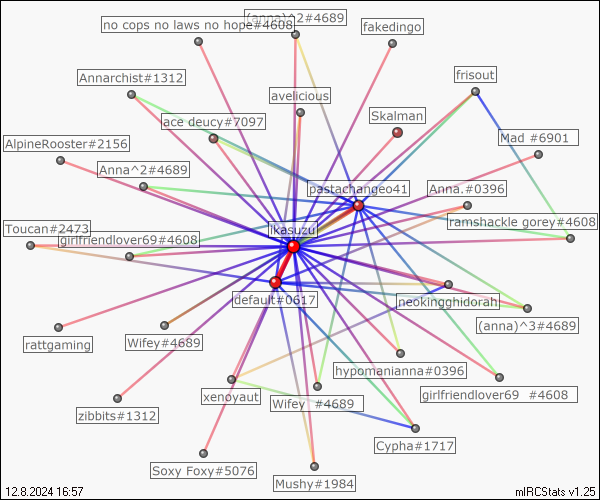 (anna)^2#4689
no cops no laws no hope#4608
fakedingo
Annarchist#1312
frisout
avelicious
ace deucy#7097
Skalman
Mad #6901
AlpineRooster#2156
Anna^2#4689
pastachangeo41
Anna.#0396
ramshackle gorey#4608
Toucan#2473
ikasuzu
girlfriendlover69#4608
default#0617
neokingghidorah
(anna)^3#4689
rattgaming
Wifey#4689
hypomanianna#0396
girlfriendlover69 #4608
xenoyaut
Wifey #4689
zibbits#1312
Cypha#1717
Soxy Foxy#5076
Mushy#1984
12.8.2024 16:57
mIRCStats v1.25